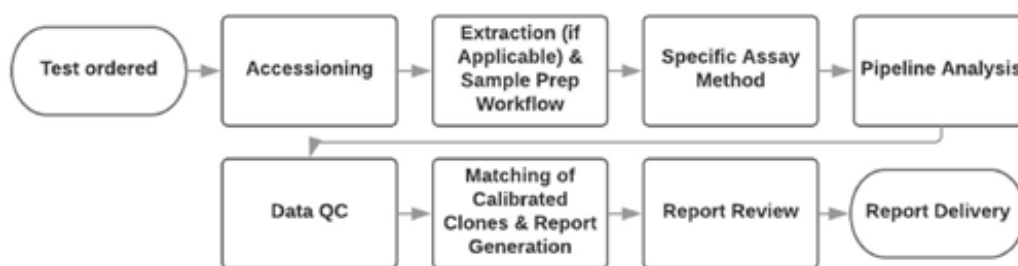 Test ordered
Accessioning
Extraction (if
Applicable) &
Sample Prep
Workflow
Specific Assay
Method
Pipeline Analysis
Data QC
Matching of
Calibrated
Clones & Report
Generation
Report Review
Report Delivery